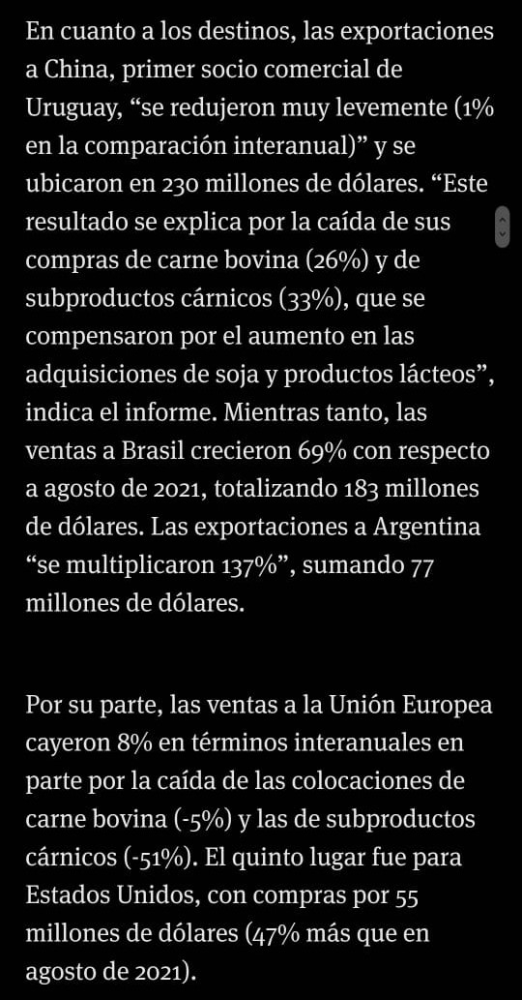 En cuanto a los destinos, las exportaciones
a China, primer socio comercial de
Uruguay, “se redujeron muy levemente (1%
en la comparación interanual)” y se
ubicaron en 230 millones de dólares. “Este
resultado se explica por la caída de sus
compras de carne bovina (26%) y de
subproductos cárnicos (33%), que se
compensaron por el aumento en las
adquisiciones de soja y productos lácteos”,
indica el informe. Mientras tanto, las
ventas a Brasil crecieron 69% con respecto
a agosto de 2021, totalizando 183 millones
de dólares. Las exportaciones a Argentina
“se multiplicaron 137%”, sumando 77
millones de dólares.
Por su parte, las ventas a la Unión Europea
cayeron 8% en términos interanuales en
parte por la caída de las colocaciones de
carne bovina (-5%) y las de subproductos
cárnicos (-51%). El quinto lugar fue para
Estados Unidos, con compras por 55
millones de dólares (47% más que en
agosto de 2021).